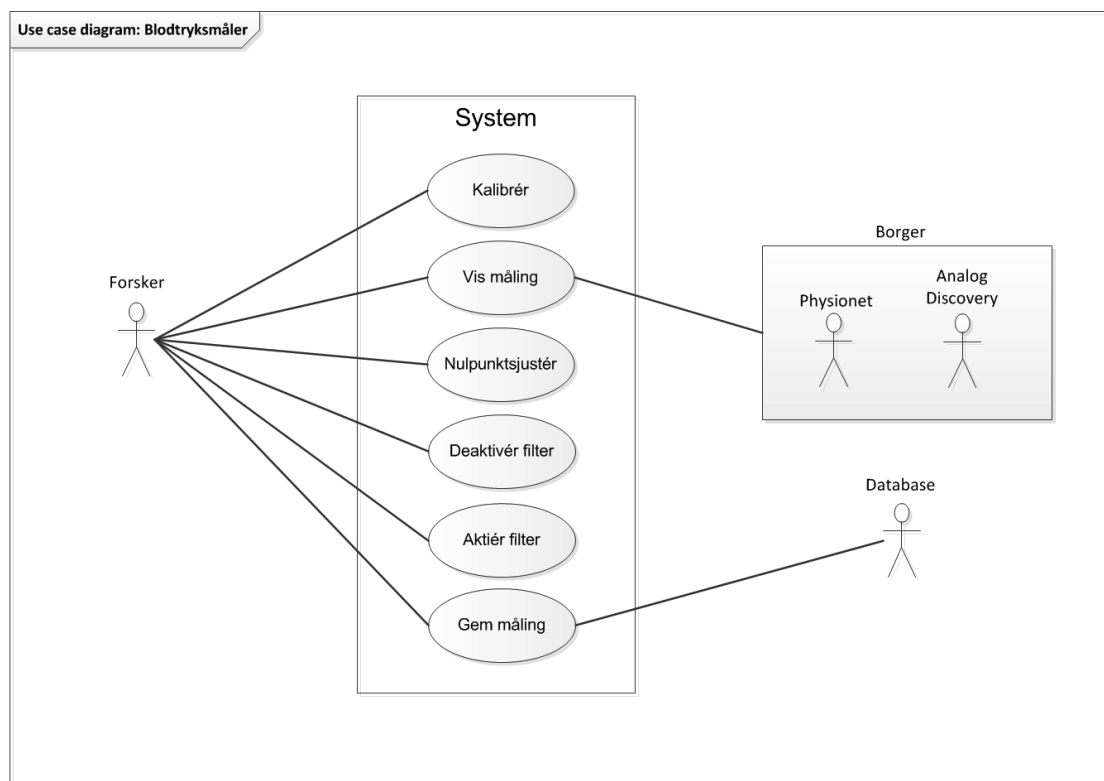 Use case diagram: Blodtryksmåler
System
Kalibrér
Vis måling
Nulpunktsjustér
Deaktivér filter
Aktiér filter
Gem måling
Forsker
Borger
Physionet
Analog
Discovery
Database